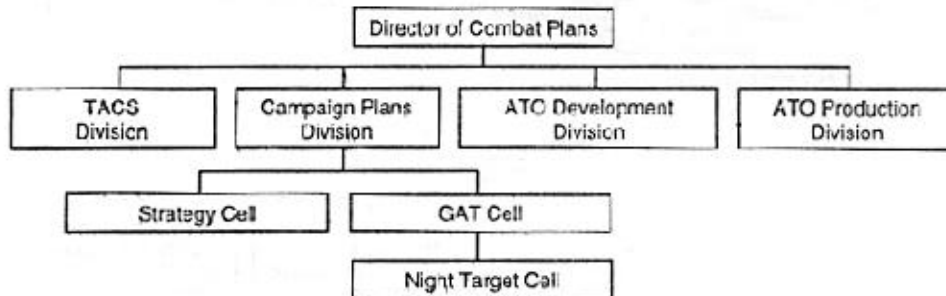 Director of Combat Plans
TACS
Division
Campaign Plans
Division
ATO Development
Division
ATO Production
Division
Strategy Cell
GAT Cell
Night Target Cell